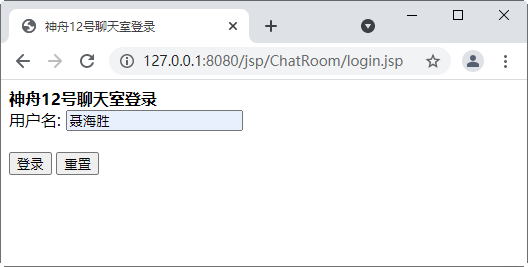 神舟12号聊天室登录
127.0.0.1:8080/jsp/ChatRoom/login.jsp
神舟12号聊天室登录
用户名: 聂海胜
登录 重置